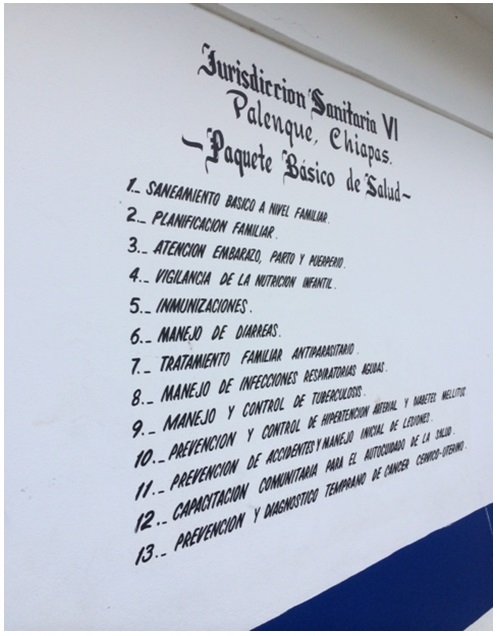 Jurisdiccion Sanitaria VI
Palenque, Chiapas.
~Paquete Básico de Salud~
1._ SANEAMIENTO BASICO A NIVEL FAMILIAR.
2._ PLANIFICACION FAMILIAR.
3._ ATENCION EMBARAZO, PARTO Y PUERPERIO.
4._ VIGILANCIA DE LA NUTRICION INFANTIL.
5._ INMUNIZACIONES.
6._ MANEJO DE DIARREAS.
7._ TRATAMIENTO FAMILIAR ANTIPARASITARIO.
8._ MANEJO DE INFECCIONES RESPIRATORIAS AGUDAS.
9._ MANEJO Y CONTROL DE TUBERCULOSIS.
10._ PREVENCION Y CONTROL DE HIPERTENCION ARTERIAL Y DIABETES MELLITUS
11._ PREVENCION DE ACCIDENTES Y MANEJO INICIAL DE LESIONES.
12._ CAPACITACION COMUNITARIA PARA EL AUTOCUIDADO DE LA SALUD.
13._ PREVENCION Y DIAGNOSTICO TEMPRANO DE CANCER CERVICO-UTERINO.